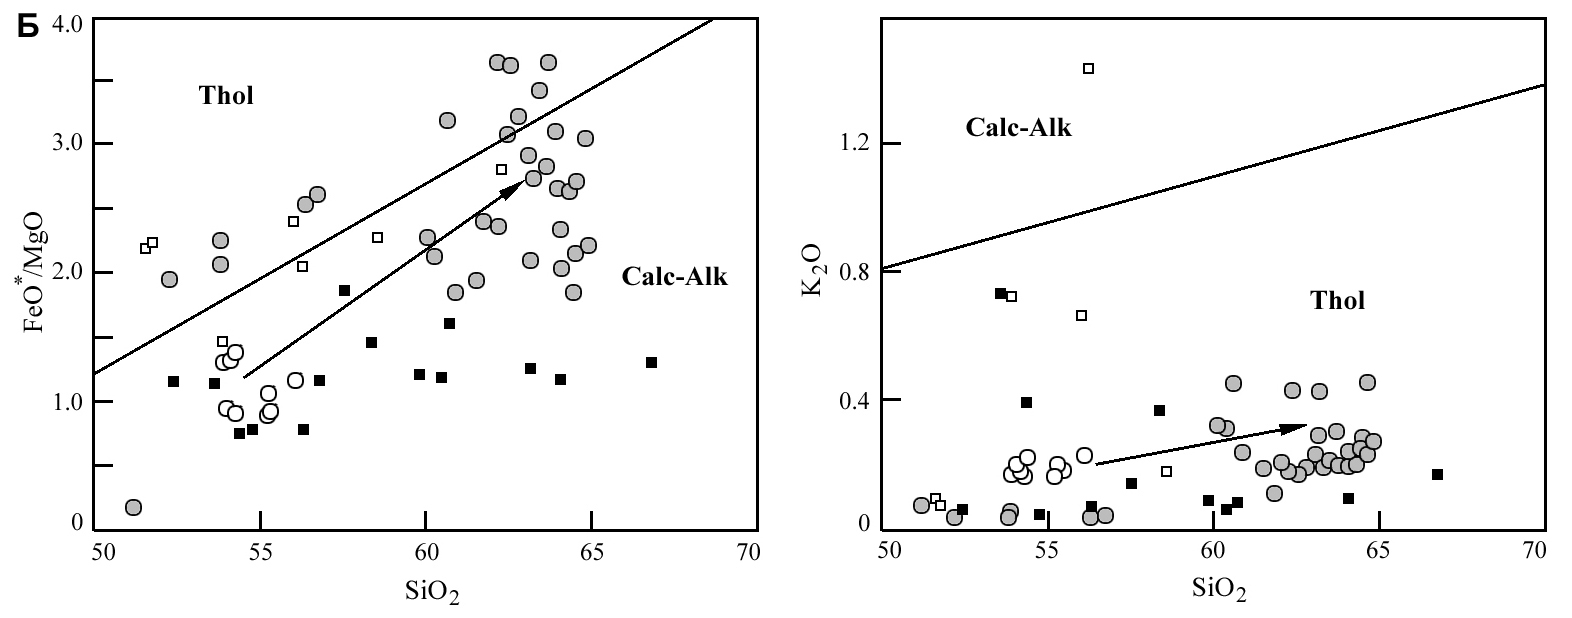 Б
4.0
3.0
2.0
1.0
0
FeO*/MgO
Thol
Calc-Alk
50
55
60
65
70
SiO₂
1.2
0.8
0.4
0
K₂O
Calc-Alk
Thol
50
55
60
65
70
SiO₂